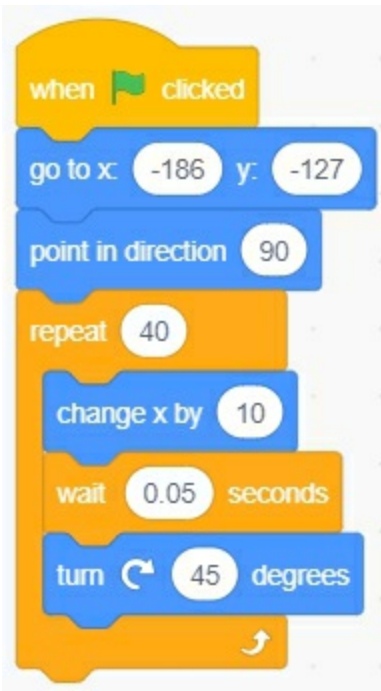 when clicked
go to x: -186 y: -127
point in direction 90
repeat 40
change x by 10
wait 0.05 seconds
turn 45 degrees